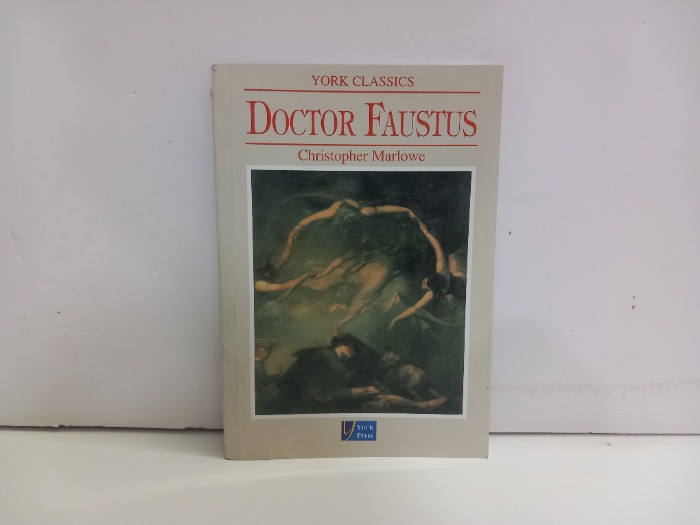 YORK CLASSICS
DOCTOR FAUSTUS
Christopher Marlowe
York
Press